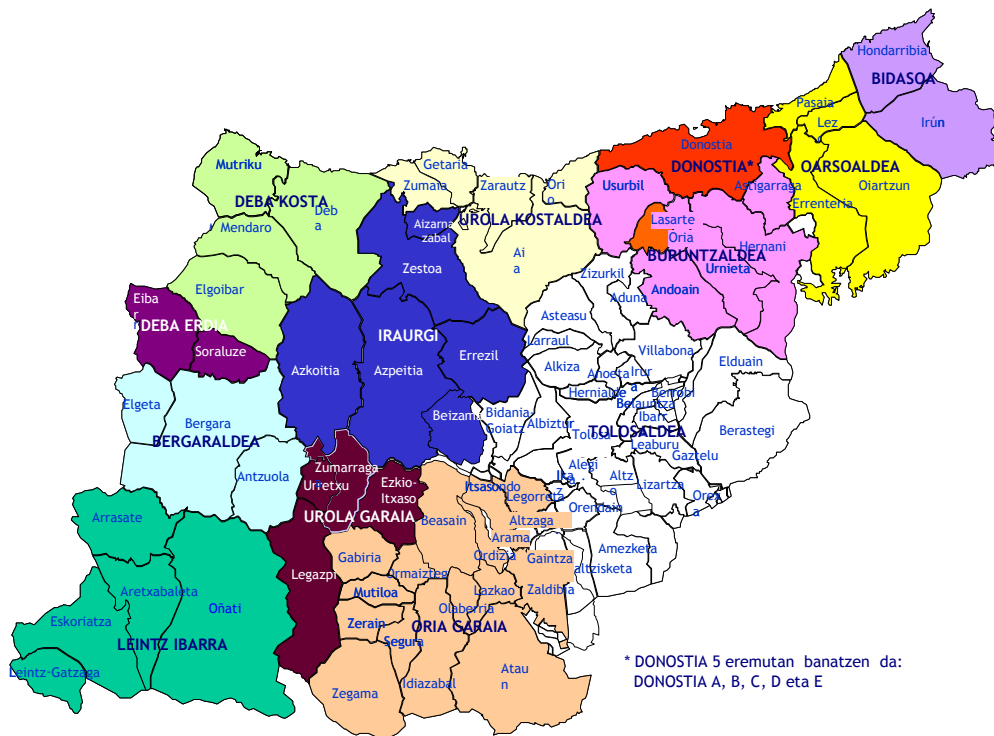 Hondarribia
BIDASOA
Pasaia
Lez
Irún
Donostia
DONOSTIA*
OARSOALDEA
Oiartzun
Astigarraga
Errenteria
Getaria
Zumaia
Zarautz
Ori
o
Usurbil
Mutriku
DEBA KOSTA
Deb
a
Mendaro
Elgoibar
Aizarna
zabal
UROLA KOSTALDEA
Zestoa
Ai
a
Lasarte
Oria
BURUNTZALDEA
Hernani
Urnieta
Andoain
Zizurkil
Aduna
Asteasu
Larraul
Villabona
Elduain
Alkiza
Anoeta
Irur
a
Hernialde
Berrobi
Belauntza
Ibarr
Berastegi
Eiba
r
DEBA ERDIA
Soraluze
IRAURGI
Azkoitia
Azpeitia
Errezil
Beizama
Bidania
Goiatz
Albiztur
Tolosa
TOLOSALDEA
Leaburu
Gaztelu
Elgeta
Bergara
BERGARALDEA
Antzuola
Zumarraga
Urretxu
Ezkio-
Itxaso
UROLA GARAIA
Legazpi
Itsasondo
Legorreta
Alegi
Altz
o
Lizartza
Orex
a
Orendain
Altzaga
Arama
Beasain
Ordizia
Gaintza
altzisketa
Amezketa
Gabiria
Ormaizteg
Zaldibia
Lazkao
Mutiloa
Olaberria
Zerain
ORIA GARAIA
Segura
Zegama
Idiazabal
Atau
n
Arrasate
Aretxabaleta
Oñati
Eskoriatza
LEINTZ IBARRA
Leintz-Gatzaga
* DONOSTIA 5 eremutan banatzen da:
DONOSTIA A, B, C, D eta E